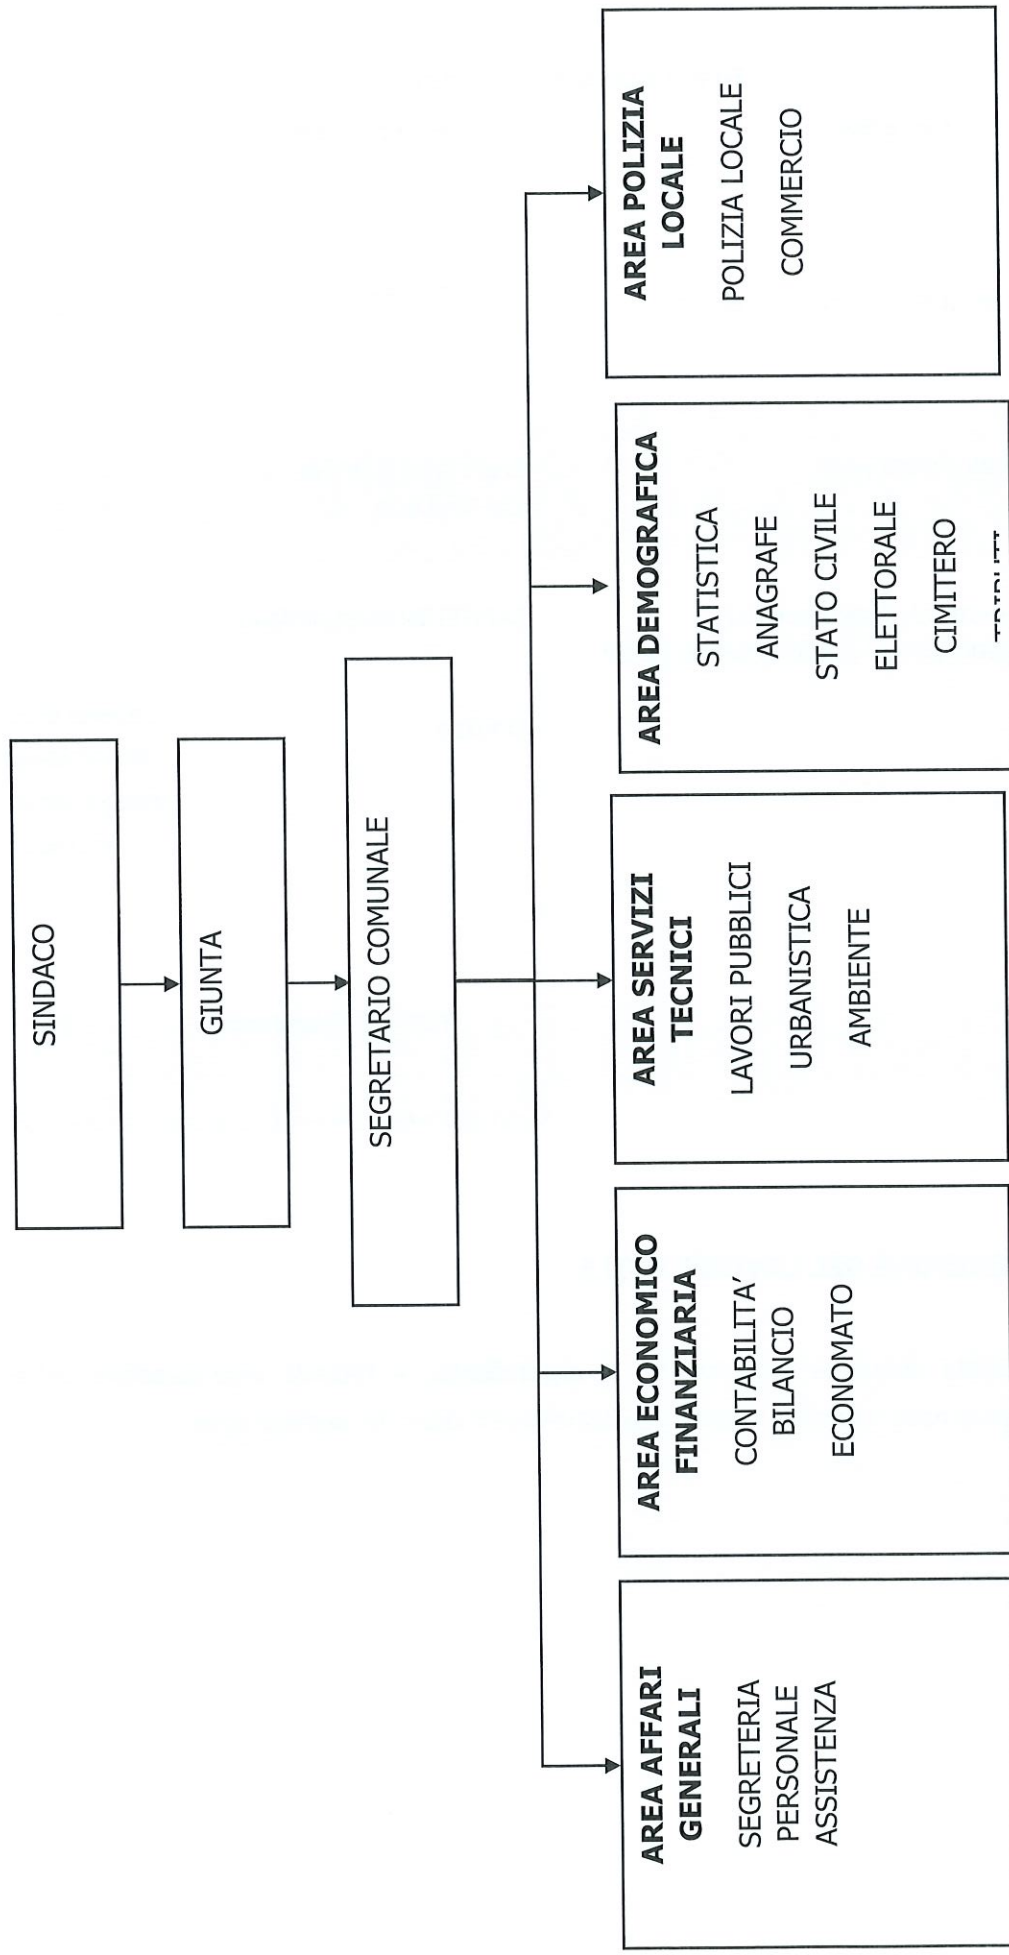 SINDACO
GIUNTA
SEGRETARIO COMUNALE
AREA AFFARI
GENERALI
SEGRETERIA
PERSONALE
ASSISTENZA
AREA ECONOMICO
FINANZIARIA
CONTABILITA'
BILANCIO
ECONOMATO
AREA SERVIZI
TECNICI
LAVORI PUBBLICI
URBANISTICA
AMBIENTE
AREA DEMOGRAFICA
STATISTICA
ANAGRAFE
STATO CIVILE
ELETTORALE
CIMITERO
AREA POLIZIA
LOCALE
POLIZIA LOCALE
COMMERCIO